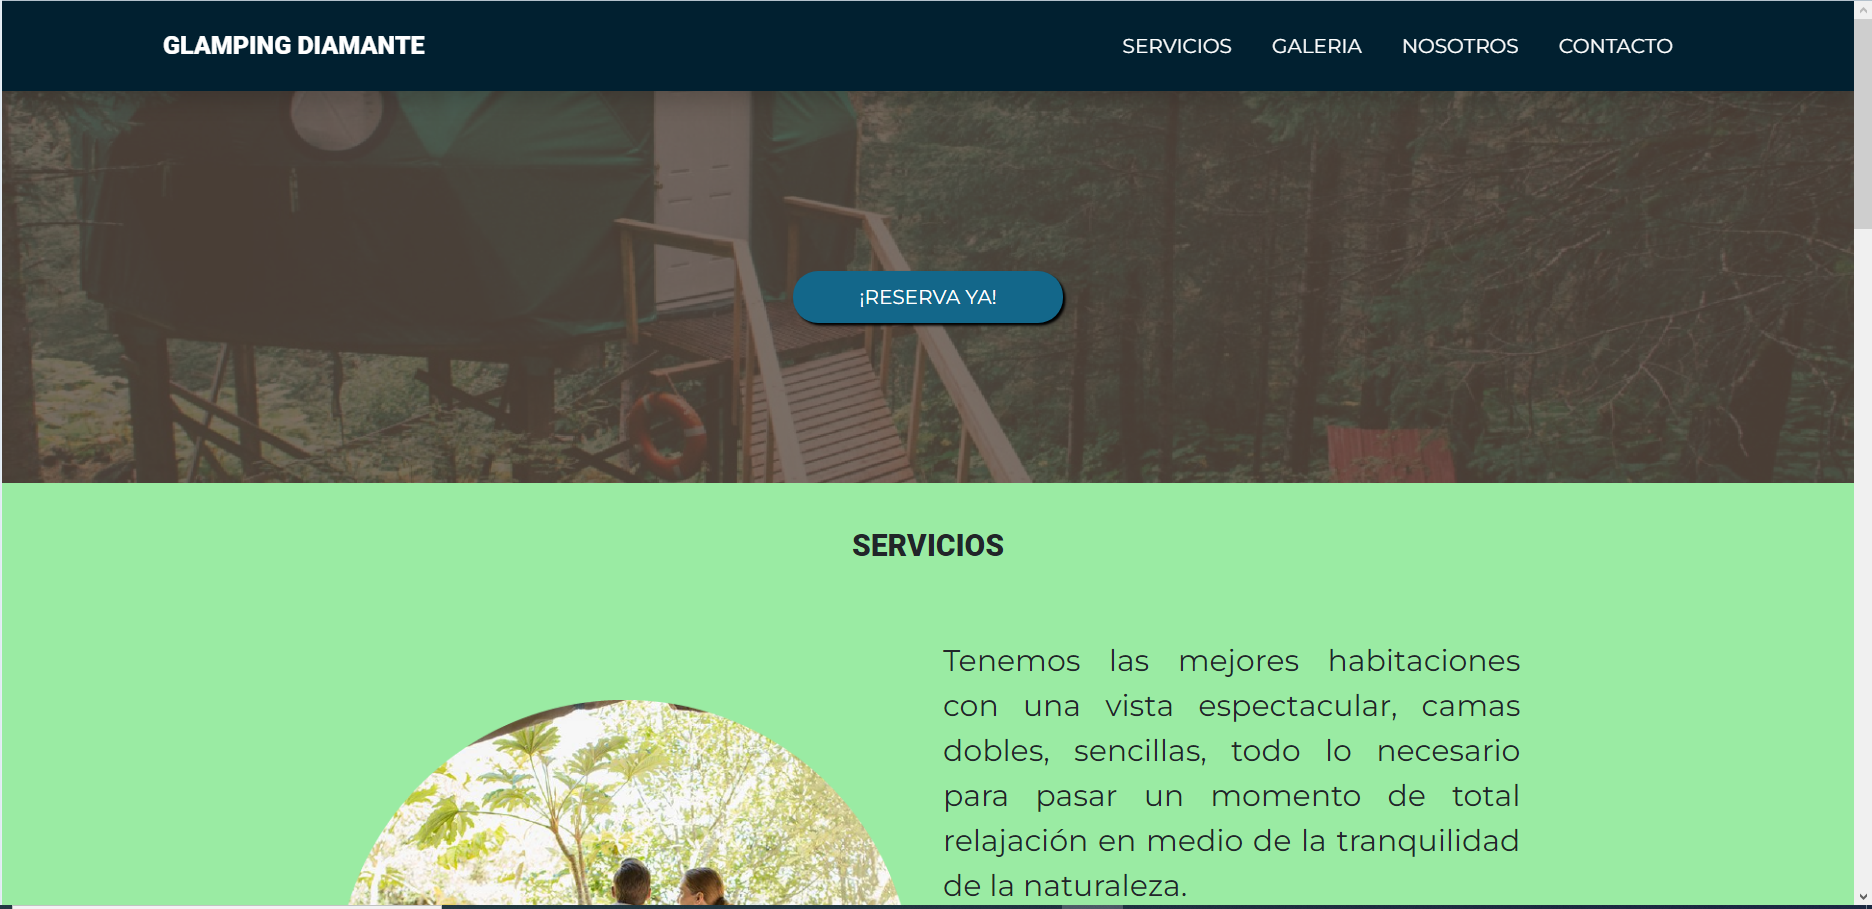 GLAMPING DIAMANTE
SERVICIOS GALERIA NOSOTROS CONTACTO
¡RESERVA YA!
SERVICIOS
Tenemos las mejores habitaciones
con una vista espectacular, camas
dobles, sencillas, todo lo necesario
para pasar un momento de total
relajación en medio de la tranquilidad
de la naturaleza.